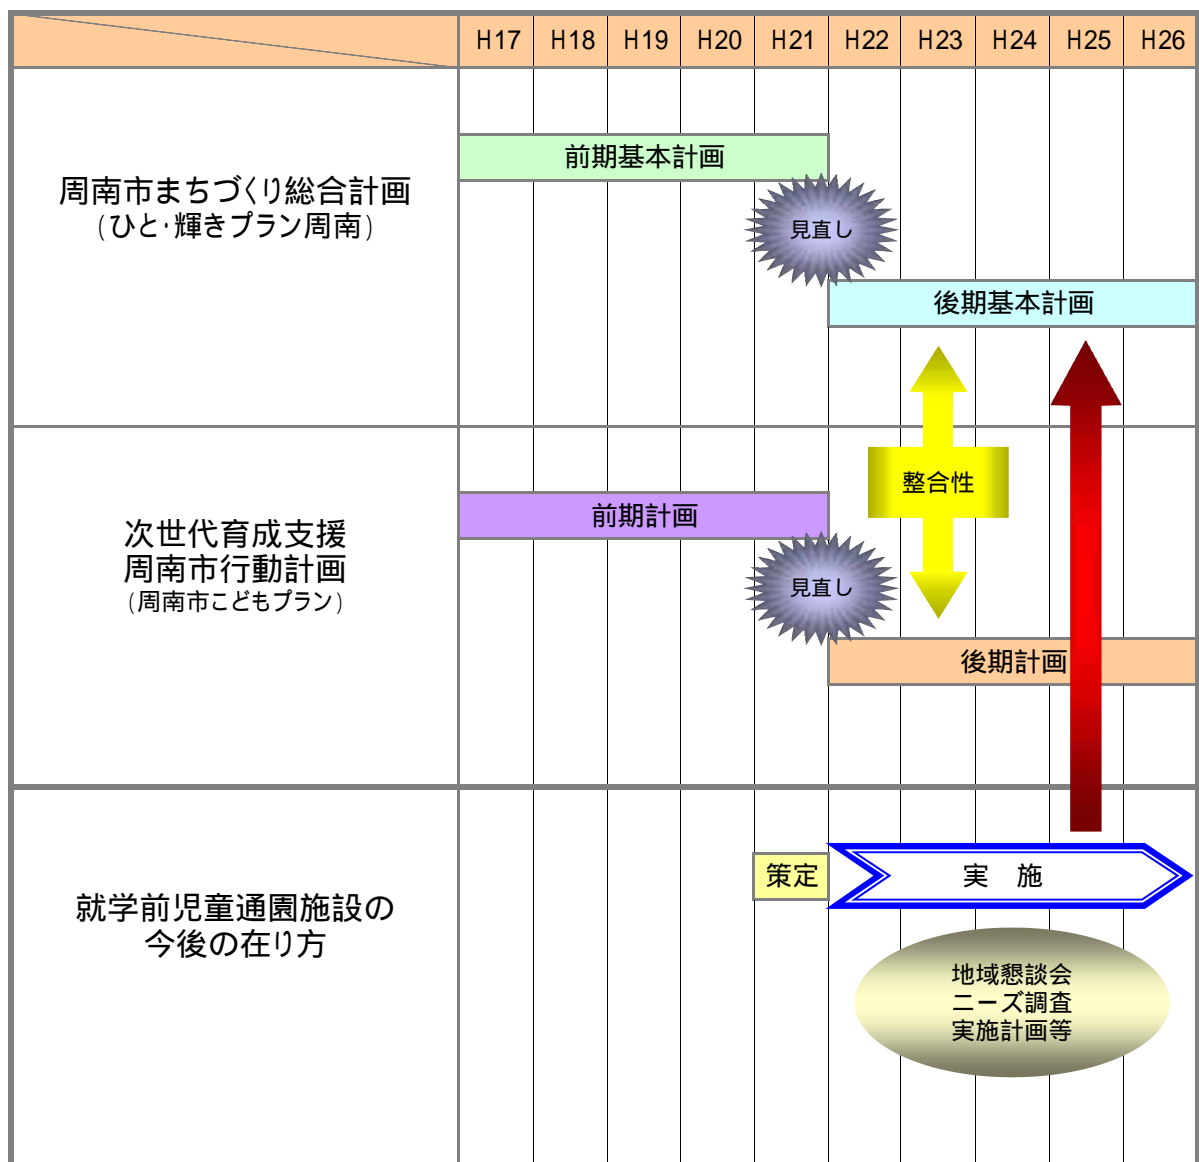 H17 H18 H19 H20 H21 H22 H23 H24 H25 H26
周南市まちづくり総合計画
(ひと・輝きプラン周南)
前期基本計画
見直し
後期基本計画
整合性
次世代育成支援
周南市行動計画
(周南市こどもプラン)
前期計画
見直し
後期計画
就学前児童通園施設の
今後の在り方
策定
実 施
地域懇談会
ニーズ調査
実施計画等